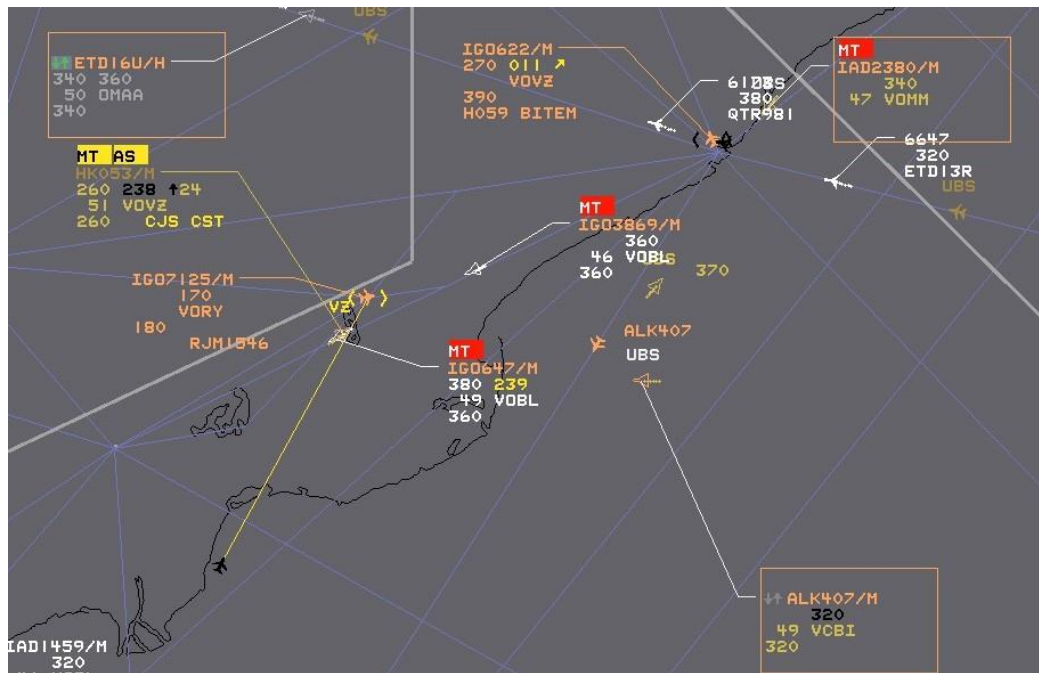 UBS
↓↑ETD16U/H
340 360
50 OMAA
340
MT AS
HK053/M
260 238 ↑24
51 VOVZ
260 CJS CST
IGO7125/M
170
VORY
180
RJM1546
VZ
IGO622/M
270 011 ↗
VOVZ
390
H059 BITEM
UBS
380
QTR981
MT
IAD2380/M
340
47 VOMM
6647
320
ETD13R
UBS
MT
IGO3869/M
360
46 VOBL
360
UBS 370
MT
IGO647/M
380 239
49 VOBL
360
ALK407
UBS
↓↑ALK407/M
320
49 VCBI
320
IAD1459/M
320